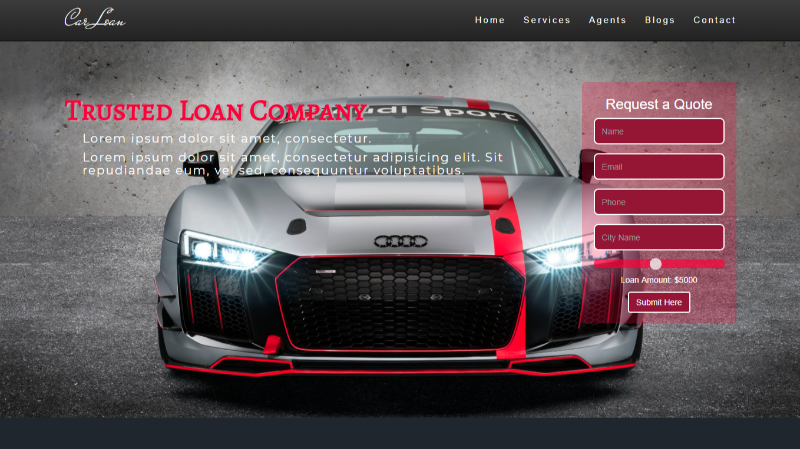 Car Loan
Home Services Agents Blogs Contact
Trusted Loan Company
Lorem ipsum dolor sit amet, consectetur.
Lorem ipsum dolor sit amet, consectetur adipisicing elit. Sit
repudiandae eum, vel sed, consequuntur voluptatibus.
Audi Sport
Request a Quote
Name
Email
Phone
City Name
Loan Amount: $5000
Submit Here